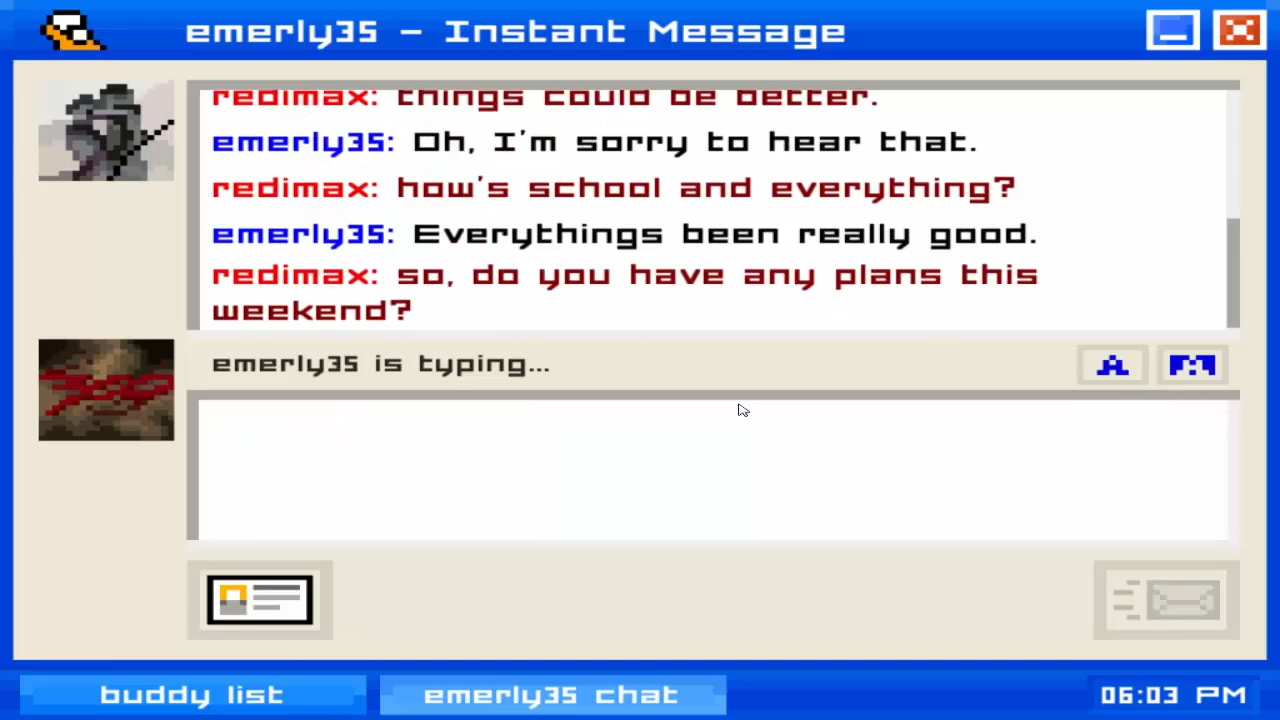 emerly35 - Instant Message
redimax: things could be better.
emerly35: Oh, I'm sorry to hear that.
redimax: how's school and everything?
emerly35: Everythings been really good.
redimax: so, do you have any plans this
weekend?
emerly35 is typing...
buddy list
emerly35 chat
06:03 PM